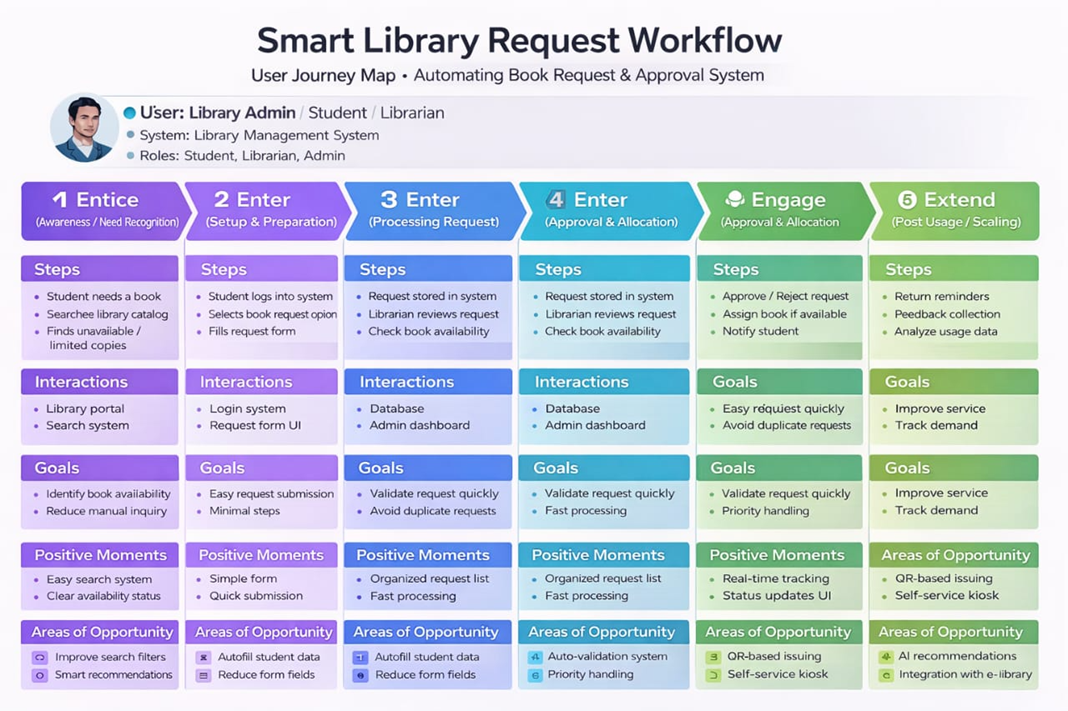 Smart Library Request Workflow
User Journey Map • Automating Book Request & Approval System
User: Library Admin / Student / Librarian
System: Library Management System
Roles: Student, Librarian, Admin
1 Entice
(Awareness / Need Recognition)
2 Enter
(Setup & Preparation)
3 Enter
(Processing Request)
4 Enter
(Approval & Allocation)
Engage
(Approval & Allocation
5 Extend
(Post Usage / Scaling)
Steps
• Student needs a book
• Searchee library catalog
• Finds unavailable /
limited copies
Steps
• Student logs into system
• Selects book request opion
• Fills request form
Steps
• Request stored in system
• Librarian reviews request
• Check book availability
Steps
• Request stored in system
• Librarian reviews request
• Check book availability
Steps
• Approve / Reject request
• Assign book if available
• Notify student
Steps
• Return reminders
• Peedback collection
• Analyze usage data
Interactions
• Library portal
• Search system
Interactions
• Login system
• Request form UI
Interactions
• Database
• Admin dashboard
Interactions
• Database
• Admin dashboard
Goals
• Easy request quickly
• Avoid duplicate requests
Goals
• Improve service
• Track demand
Goals
• Identify book availability
• Reduce manual inquiry
Goals
• Easy request submission
• Minimal steps
Goals
• Validate request quickly
• Avoid duplicate requests
Goals
• Validate request quickly
• Fast processing
Goals
• Validate request quickly
• Priority handling
Goals
• Improve service
• Track demand
Positive Moments
• Easy search system
• Clear availability status
Positive Moments
• Simple form
• Quick submission
Positive Moments
• Organized request list
• Fast processing
Positive Moments
• Organized request list
• Fast processing
Positive Moments
• Real-time tracking
• Status updates UI
Areas of Opportunity
• QR-based issuing
• Self-service kiosk
Areas of Opportunity
Improve search filters
Smart recommendations
Areas of Opportunity
Autofill student data
Reduce form fields
Areas of Opportunity
Autofill student data
Reduce form fields
Areas of Opportunity
Auto-validation system
Priority handling
Areas of Opportunity
QR-based issuing
Self-service kiosk
Areas of Opportunity
AI recommendations
Integration with e-library